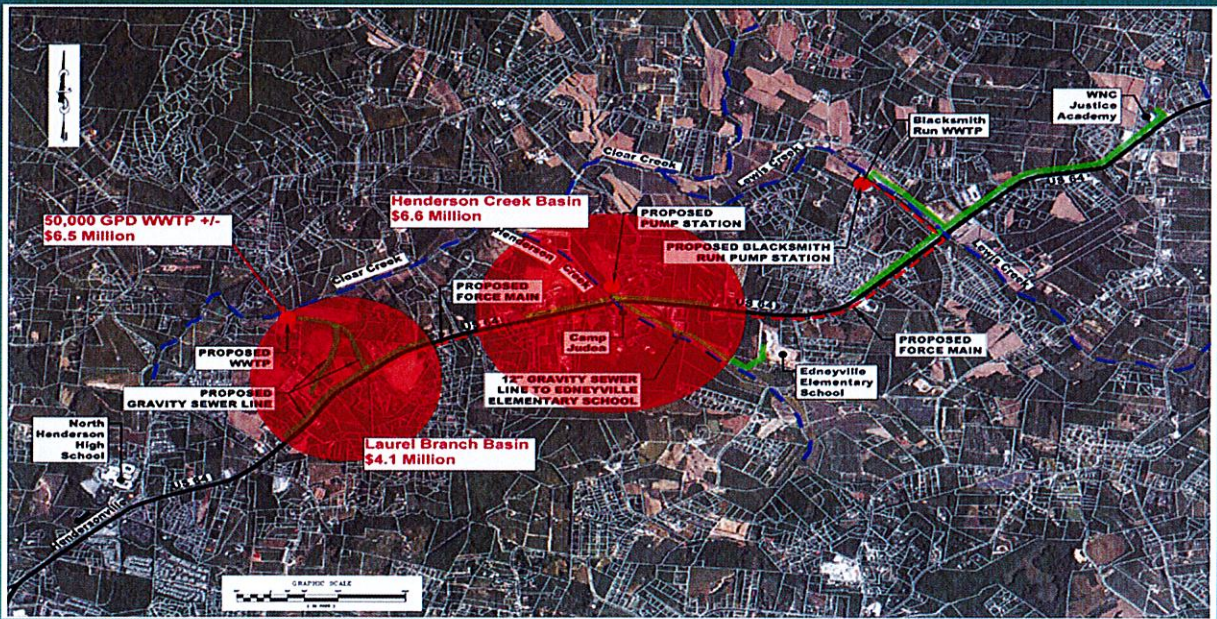 WNC
Justice
Academy
Blacksmith
Run WWTP
Clear Creek
Lewis Creek
US 64
Henderson Creek Basin
$6.6 Million
PROPOSED
PUMP STATION
50,000 GPD WWTP +/-
$6.5 Million
Henderson Creek
PROPOSED BLACKSMITH
RUN PUMP STATION
Lewis Creek
Clear Creek
PROPOSED
FORCE MAIN
US 64
US 64
Camp
Judea
PROPOSED
WWTP
PROPOSED
FORCE MAIN
12" GRAVITY SEWER
LINE TO EDNEYVILLE
ELEMENTARY SCHOOL
Edneyville
Elementary
School
PROPOSED
GRAVITY SEWER LINE
North
Henderson
High
School
Laurel Branch Basin
$4.1 Million
US 64
Hendersonville
GRAPHIC SCALE